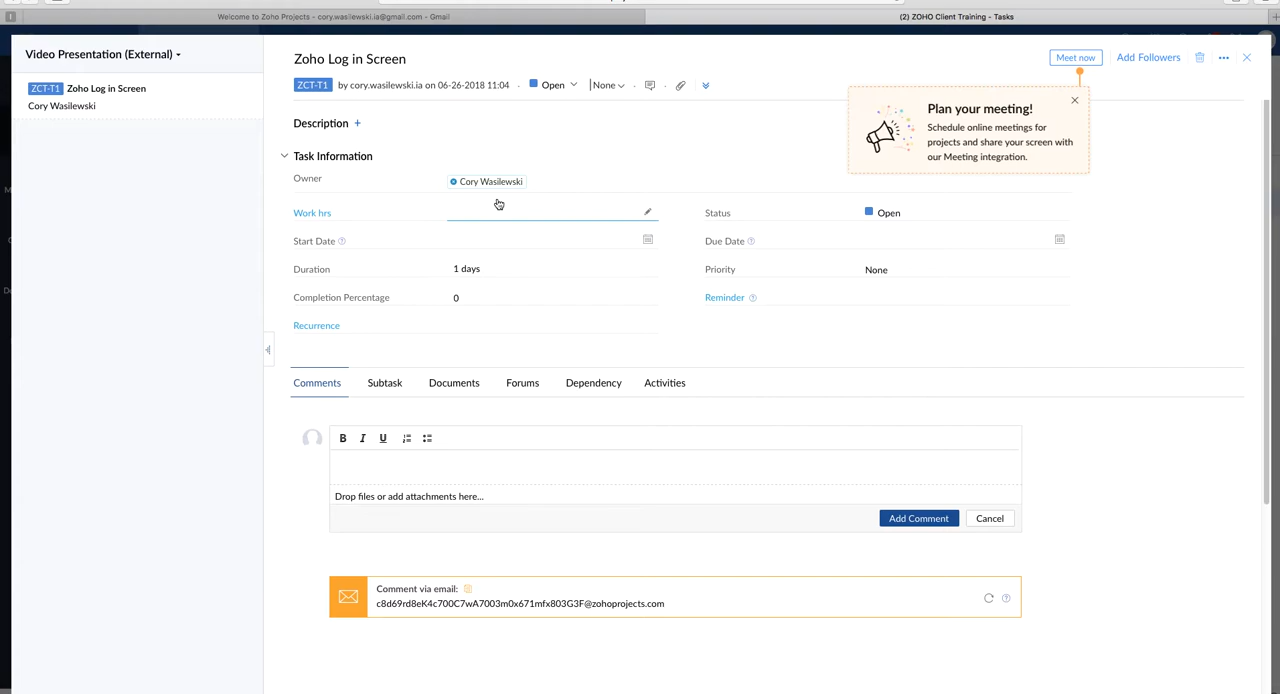 Welcome to Zoho Projects - cory.wasilewski.ia@gmail.com - Gmail
(2) ZOHO Client Training - Tasks
Video Presentation (External)
ZCT-T1 Zoho Log in Screen
Cory Wasilewski
Zoho Log in Screen
Meet now Add Followers
ZCT-T1 by cory.wasilewski.ia on 06-26-2018 11:04 . Open None . .
Plan your meeting!
Schedule online meetings for
projects and share your screen with
our Meeting integration.
Description +
Task Information
Owner Cory Wasilewski
Work hrs Status Open
Start Date Due Date
Duration 1 days Priority None
Completion Percentage 0 Reminder
Recurrence
Comments Subtask Documents Forums Dependency Activities
B I U
Drop files or add attachments here...
Add Comment Cancel
Comment via email:
c8d69rd8eK4c700C7wA7003m0x671mfx803G3F@zohoprojects.com